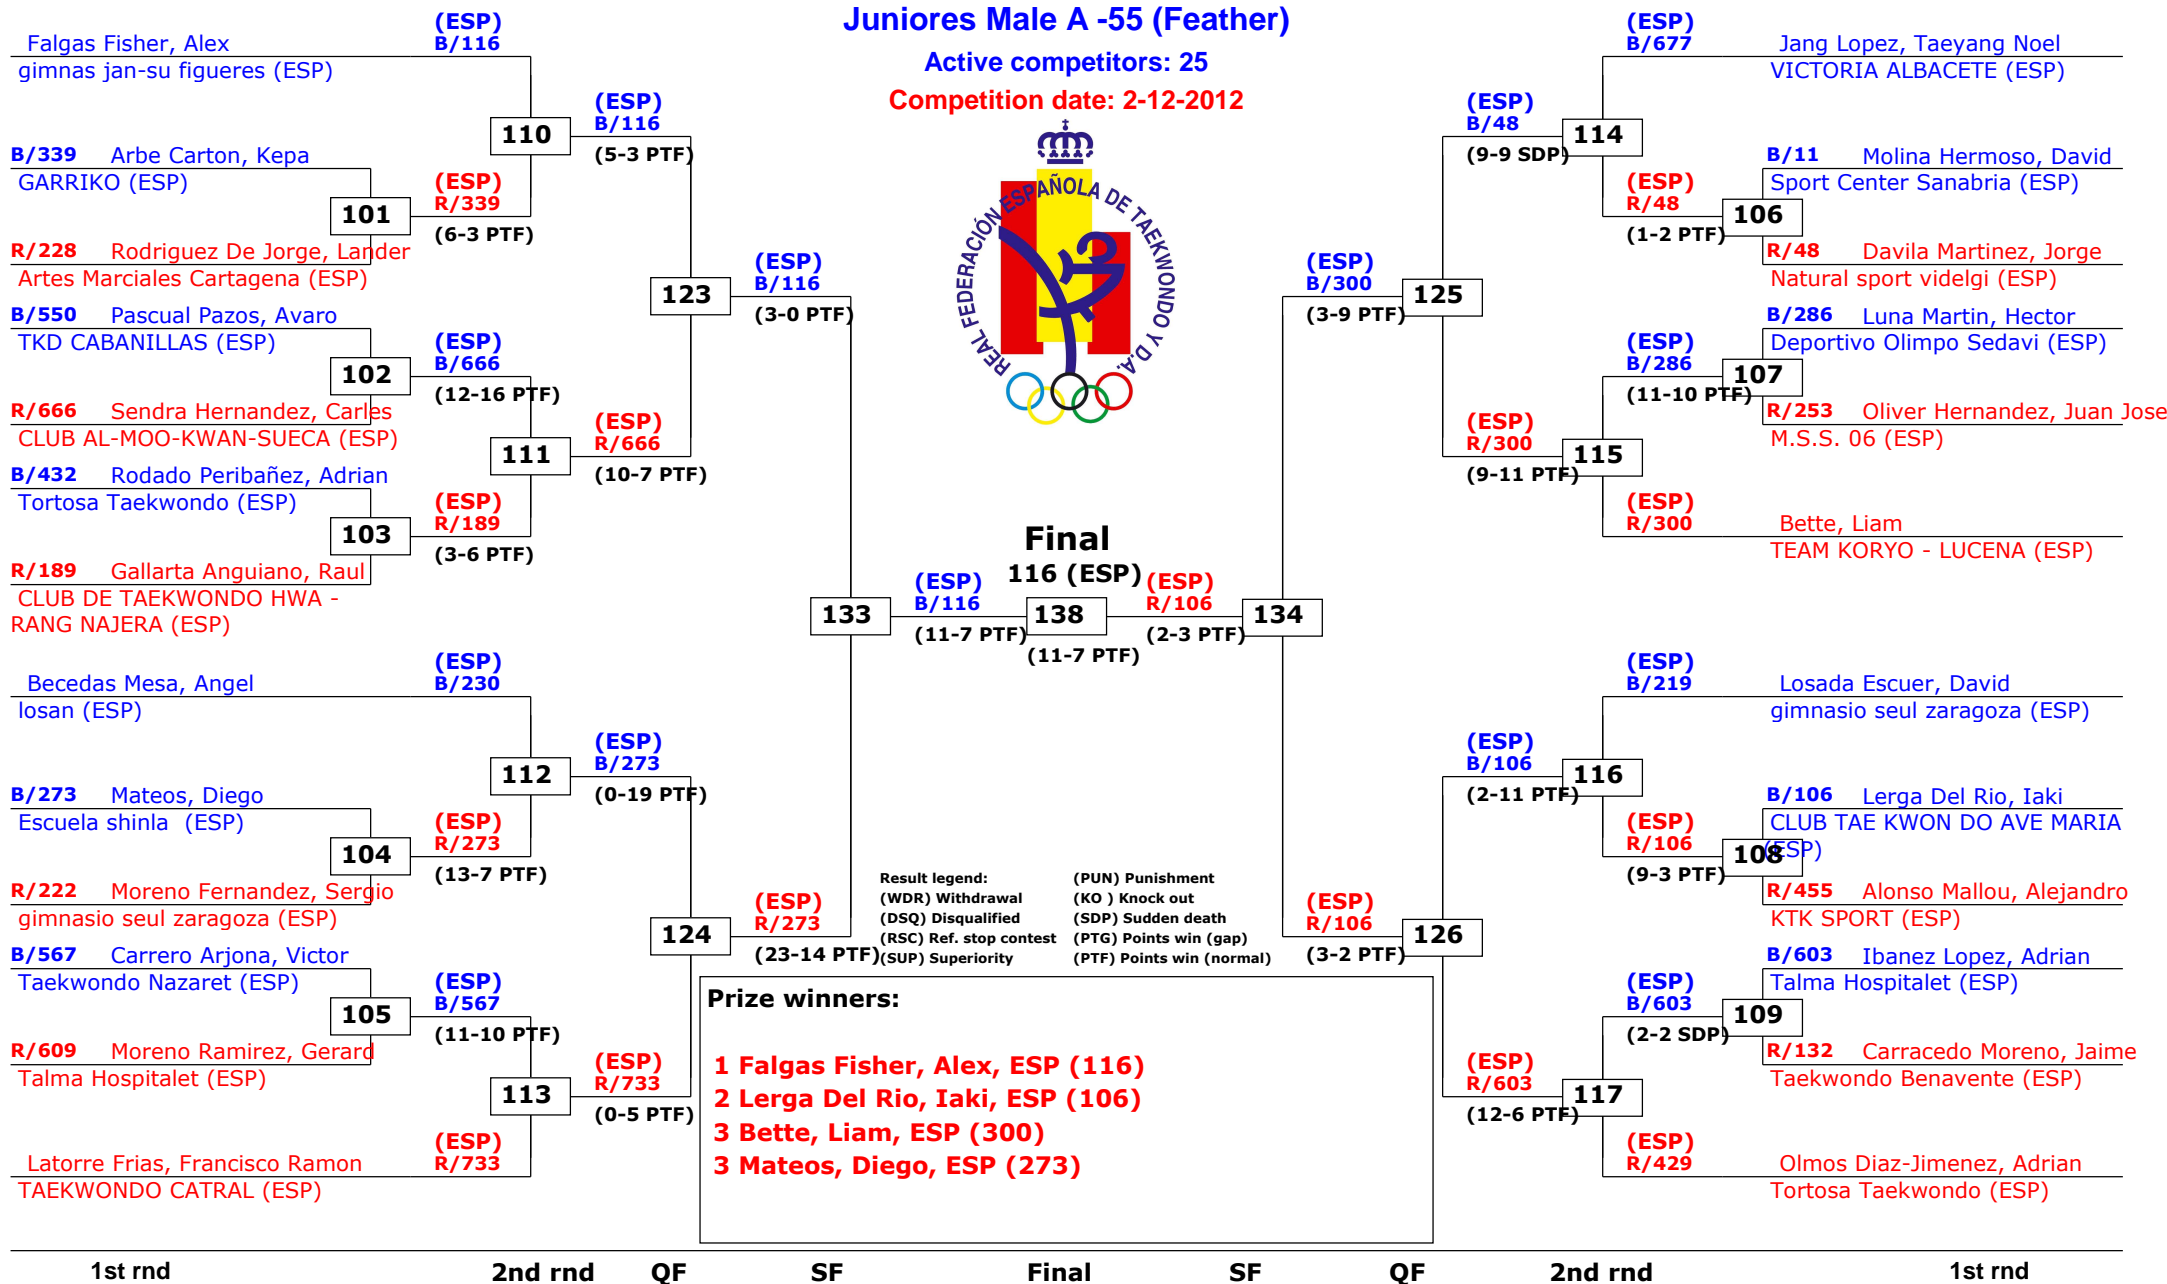 Juniores Male A -55 (Feather)
Active competitors: 25
Competition date: 2-12-2012
REAL FEDERACIÓN ESPAÑOLA DE TAEKWONDO Y D.A.
(ESP)
B/116
Falgas Fisher, Alex
gimnas jan-su figueres (ESP)
110
(ESP)
B/116
(5-3 PTF)
B/339 Arbe Carton, Kepa
GARRIKO (ESP)
101
(ESP)
R/339
(6-3 PTF)
R/228 Rodriguez De Jorge, Lander
Artes Marciales Cartagena (ESP)
123
(ESP)
B/116
(3-0 PTF)
B/550 Pascual Pazos, Avaro
TKD CABANILLAS (ESP)
102
(ESP)
B/666
(12-16 PTF)
R/666 Sendra Hernandez, Carles
CLUB AL-MOO-KWAN-SUECA (ESP)
111
(ESP)
R/666
(10-7 PTF)
B/432 Rodado Peribañez, Adrian
Tortosa Taekwondo (ESP)
103
(ESP)
R/189
(3-6 PTF)
R/189 Gallarta Anguiano, Raul
CLUB DE TAEKWONDO HWA -
RANG NAJERA (ESP)
133
(ESP)
B/116
(11-7 PTF)
Final
116 (ESP)
138
(11-7 PTF)
(ESP)
R/106
(2-3 PTF)
134
(ESP)
B/230
Becedas Mesa, Angel
losan (ESP)
112
(ESP)
B/273
(0-19 PTF)
B/273 Mateos, Diego
Escuela shinla (ESP)
104
(ESP)
R/273
(13-7 PTF)
R/222 Moreno Fernandez, Sergio
gimnasio seul zaragoza (ESP)
124
(ESP)
R/273
(23-14 PTF)
B/567 Carrero Arjona, Victor
Taekwondo Nazaret (ESP)
105
(ESP)
B/567
(11-10 PTF)
R/609 Moreno Ramirez, Gerard
Talma Hospitalet (ESP)
113
(ESP)
R/733
(0-5 PTF)
(ESP)
R/733
Latorre Frias, Francisco Ramon
TAEKWONDO CATRAL (ESP)
Result legend:
(WDR) Withdrawal
(DSQ) Disqualified
(RSC) Ref. stop contest
(SUP) Superiority
(PUN) Punishment
(KO ) Knock out
(SDP) Sudden death
(PTG) Points win (gap)
(PTF) Points win (normal)
Prize winners:
1 Falgas Fisher, Alex, ESP (116)
2 Lerga Del Rio, Iaki, ESP (106)
3 Bette, Liam, ESP (300)
3 Mateos, Diego, ESP (273)
(ESP)
B/677
Jang Lopez, Taeyang Noel
VICTORIA ALBACETE (ESP)
(ESP)
B/48
(9-9 SDP)
114
B/11 Molina Hermoso, David
Sport Center Sanabria (ESP)
(ESP)
R/48
(1-2 PTF)
106
R/48 Davila Martinez, Jorge
Natural sport videlgi (ESP)
(ESP)
B/300
(3-9 PTF)
125
B/286 Luna Martin, Hector
Deportivo Olimpo Sedavi (ESP)
(ESP)
B/286
(11-10 PTF)
107
R/253 Oliver Hernandez, Juan Jose
M.S.S. 06 (ESP)
(ESP)
R/300
(9-11 PTF)
115
(ESP)
R/300
Bette, Liam
TEAM KORYO - LUCENA (ESP)
(ESP)
B/219
Losada Escuer, David
gimnasio seul zaragoza (ESP)
(ESP)
B/106
(2-11 PTF)
116
B/106 Lerga Del Rio, Iaki
CLUB TAE KWON DO AVE MARIA
(ESP)
(ESP)
R/106
(9-3 PTF)
108
R/455 Alonso Mallou, Alejandro
KTK SPORT (ESP)
(ESP)
R/106
(3-2 PTF)
126
B/603 Ibanez Lopez, Adrian
Talma Hospitalet (ESP)
(ESP)
B/603
(2-2 SDP)
109
R/132 Carracedo Moreno, Jaime
Taekwondo Benavente (ESP)
(ESP)
R/603
(12-6 PTF)
117
(ESP)
R/429
Olmos Diaz-Jimenez, Adrian
Tortosa Taekwondo (ESP)
1st rnd 2nd rnd QF SF Final SF QF 2nd rnd 1st rnd